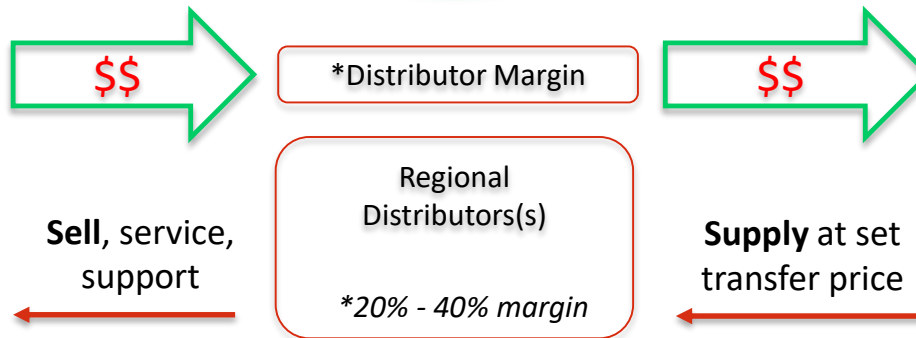 $$
*Distributor Margin
$$
Regional
Distributors(s)
*20% - 40% margin
Sell, service,
support
Supply at set
transfer price